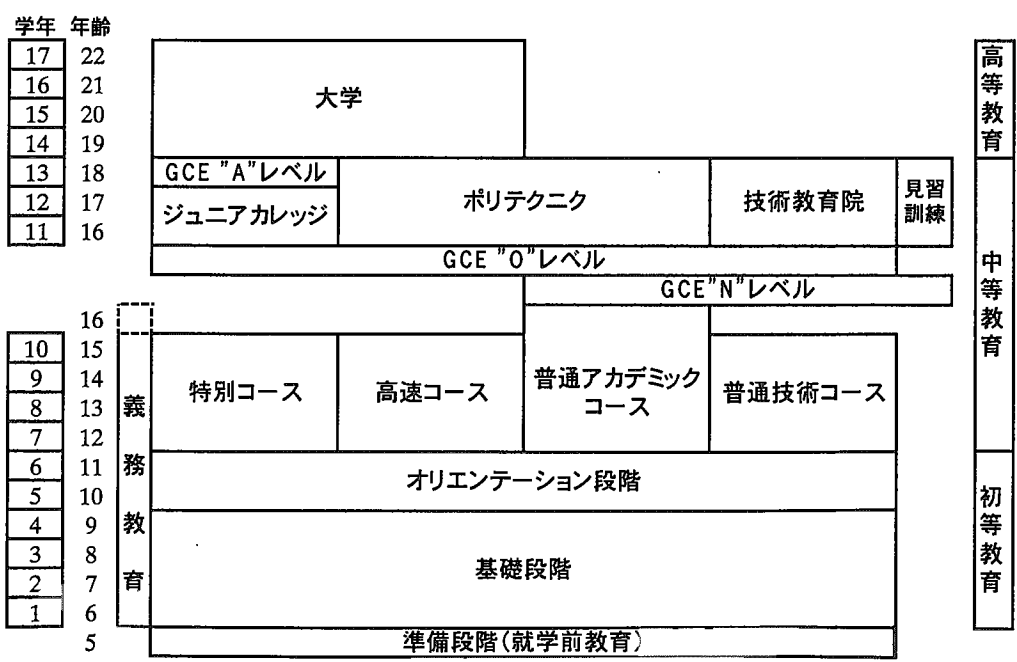 学年 年齢
17 22
16 21
15 20
14 19
13 18
12 17
11 16
16
10 15
9 14
8 13
7 12
6 11
5 10
4 9
3 8
2 7
1 6
5
義務教育
大学
GCE "A"レベル
ジュニアカレッジ
ポリテクニク
技術教育院
見習
訓練
GCE "O"レベル
GCE"N"レベル
特別コース
高速コース
普通アカデミック
コース
普通技術コース
オリエンテーション段階
基礎段階
準備段階(就学前教育)
高等教育
中等教育
初等教育